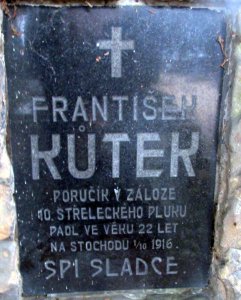 FRANTIŠEK
KŮTEK
PORUČÍK V ZÁLOZE
10. STŘELECKÉHO PLUKU
PADL VE VĚKU 22 LET
NA STOCHODU 1/10 1916.
SPI SLADCE.